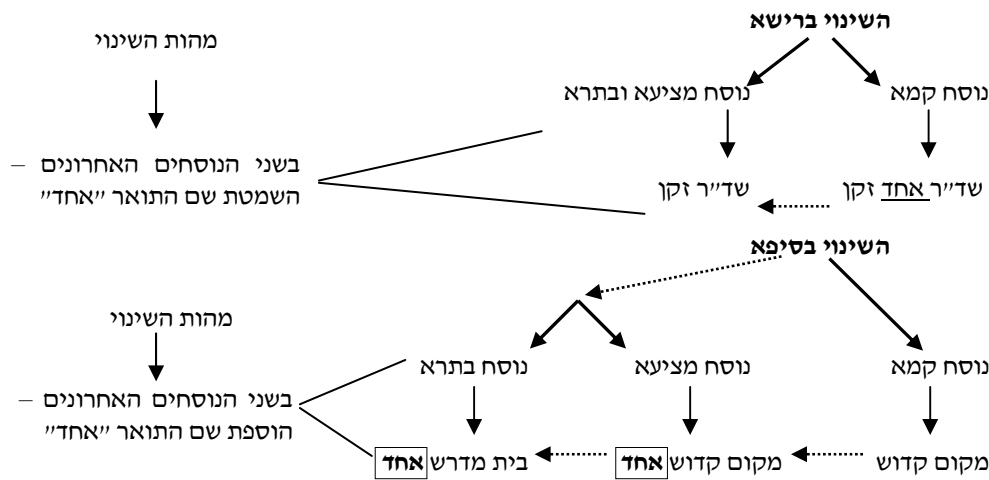 השינוי ברישא
מהות השינוי
נוסח קמא
נוסח מציעא ובתרא
בשני הנוסחים האחרונים –
השמטת שם התואר ״אחד״
שד״ר אחד זקן
שד״ר זקן
השינוי בסיפא
מהות השינוי
נוסח קמא
נוסח מציעא
נוסח בתרא
בשני הנוסחים האחרונים –
הוספת שם התואר ״אחד״
מקום קדוש
מקום קדוש אחד
בית מדרש אחד